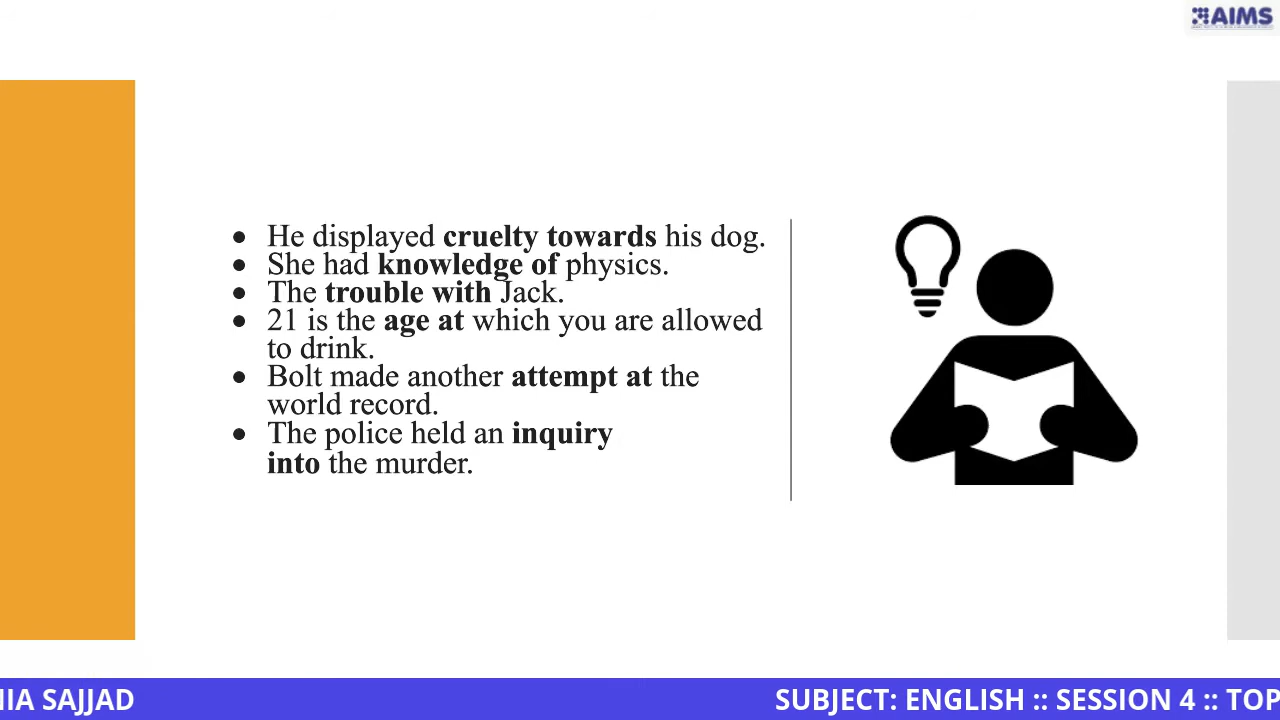 AIMS
• He displayed cruelty towards his dog.
• She had knowledge of physics.
• The trouble with Jack.
• 21 is the age at which you are allowed
to drink.
• Bolt made another attempt at the
world record.
• The police held an inquiry
into the murder.
NIA SAJJAD SUBJECT: ENGLISH :: SESSION 4 :: TOP